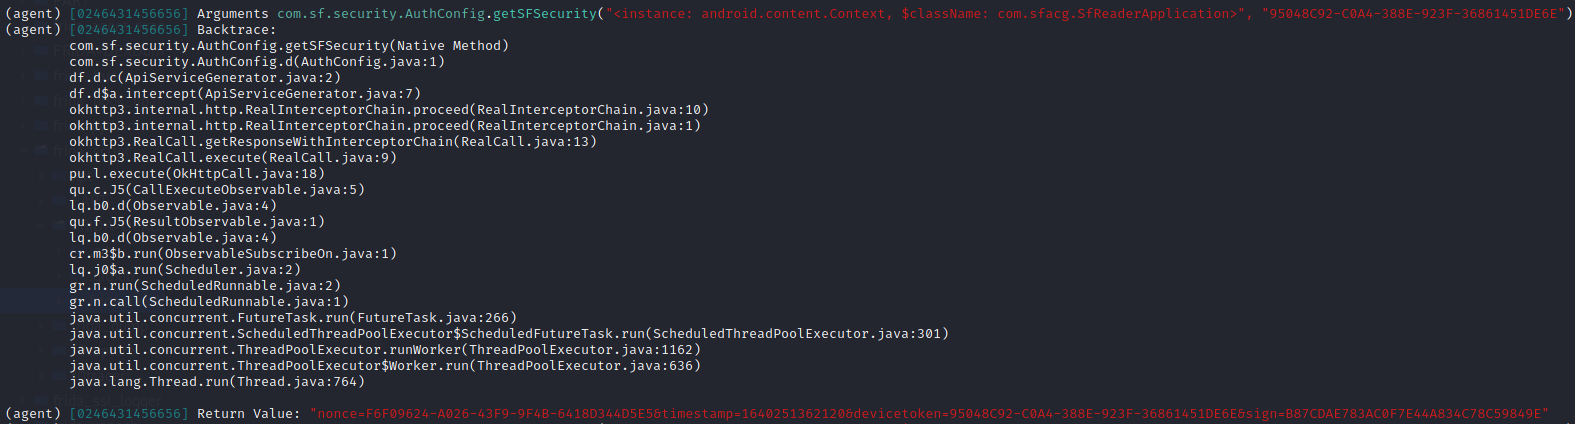 (agent) [0246431456656] Arguments com.sf.security.AuthConfig.getSFSecurity("<instance: android.content.Context, $className: com.sfacg.SfReaderApplication>", "95048C92-C0A4-388E-923F-36861451DE6E")
(agent) [0246431456656] Backtrace:
com.sf.security.AuthConfig.getSFSecurity(Native Method)
com.sf.security.AuthConfig.d(AuthConfig.java:1)
df.d.c(ApiServiceGenerator.java:2)
df.d$a.intercept(ApiServiceGenerator.java:7)
okhttp3.internal.http.RealInterceptorChain.proceed(RealInterceptorChain.java:10)
okhttp3.internal.http.RealInterceptorChain.proceed(RealInterceptorChain.java:1)
okhttp3.RealCall.getResponseWithInterceptorChain(RealCall.java:13)
okhttp3.RealCall.execute(RealCall.java:9)
pu.l.execute(OkHttpCall.java:18)
qu.c.J5(CallExecuteObservable.java:5)
lq.b0.d(Observable.java:4)
qu.f.J5(ResultObservable.java:1)
lq.b0.d(Observable.java:4)
cr.m3$b.run(ObservableSubscribeOn.java:1)
lq.j0$a.run(Scheduler.java:2)
gr.n.run(ScheduledRunnable.java:2)
gr.n.call(ScheduledRunnable.java:1)
java.util.concurrent.FutureTask.run(FutureTask.java:266)
java.util.concurrent.ScheduledThreadPoolExecutor$ScheduledFutureTask.run(ScheduledThreadPoolExecutor.java:301)
java.util.concurrent.ThreadPoolExecutor.runWorker(ThreadPoolExecutor.java:1162)
java.util.concurrent.ThreadPoolExecutor$Worker.run(ThreadPoolExecutor.java:636)
java.lang.Thread.run(Thread.java:764)
(agent) [0246431456656] Return Value: "nonce=F6F09624-A026-43F9-9F4B-6418D344D5E5&timestamp=1640251362120&devicetoken=95048C92-C0A4-388E-923F-36861451DE6E&sign=B87CDAE783AC0F7E44A834C78C59849E"